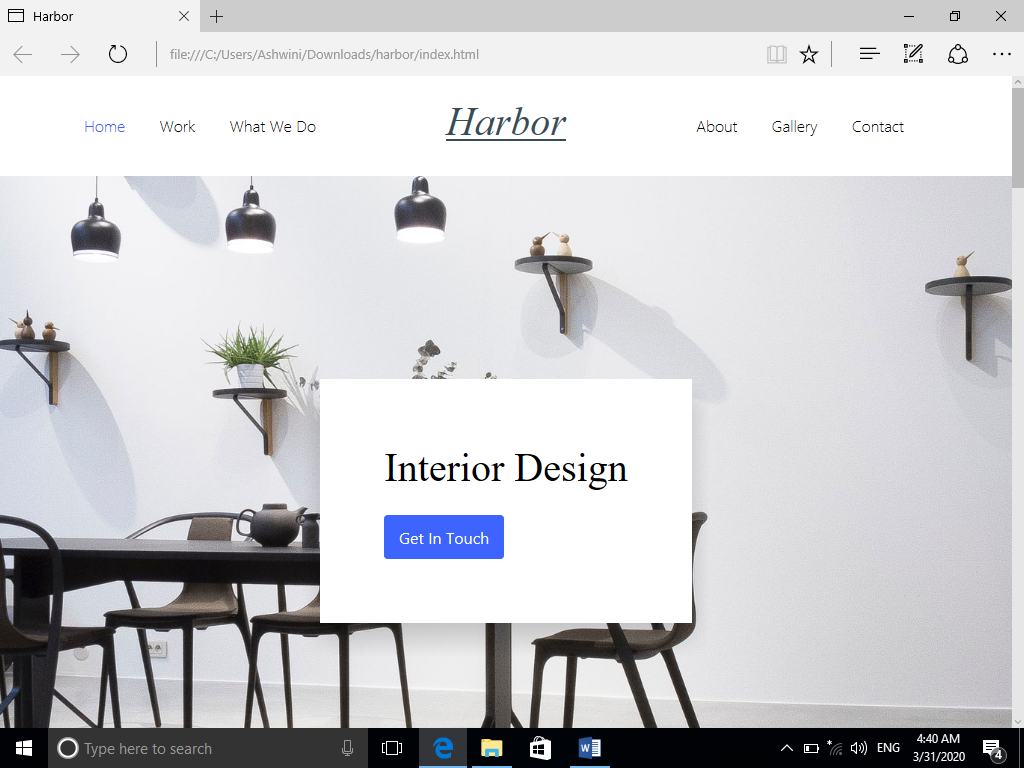 Harbor
file:///C:/Users/Ashwini/Downloads/harbor/index.html
Home Work What We Do Harbor About Gallery Contact
Interior Design
Get In Touch
Type here to search
ENG
4:40 AM
3/31/2020
4